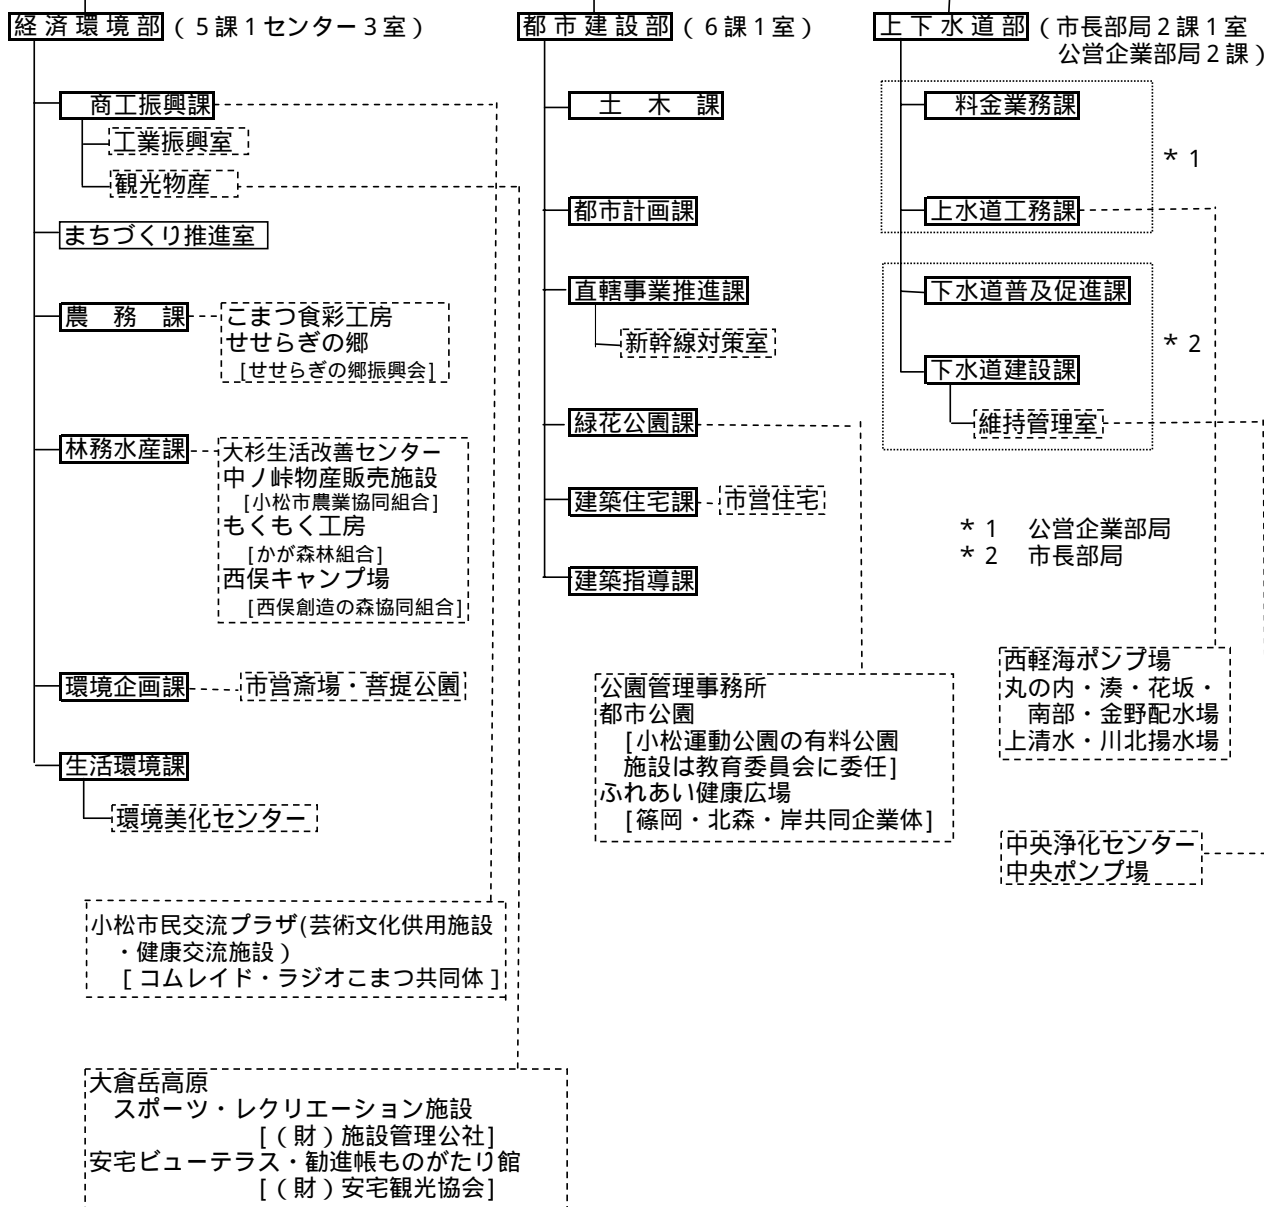 経済環境部（５課１センター３室）
商工振興課
工業振興室
観光物産
まちづくり推進室
農　務　課
こまつ食彩工房
せせらぎの郷
[せせらぎの郷振興会]
林務水産課
大杉生活改善センター
中ノ峠物産販売施設
[小松市農業協同組合]
もくもく工房
[かが森林組合]
西俣キャンプ場
[西俣創造の森協同組合]
環境企画課
市営斎場・菩提公園
生活環境課
環境美化センター
小松市民交流プラザ(芸術文化供用施設
・健康交流施設）
[ コムレイド・ラジオこまつ共同体 ]
大倉岳高原
スポーツ・レクリエーション施設
[（財）施設管理公社]
安宅ビューテラス・勧進帳ものがたり館
[（財）安宅観光協会]
都市建設部（６課１室）
土　木　課
都市計画課
直轄事業推進課
新幹線対策室
緑花公園課
建築住宅課
市営住宅
建築指導課
公園管理事務所
都市公園
[小松運動公園の有料公園
施設は教育委員会に委任]
ふれあい健康広場
[篠岡・北森・岸共同企業体]
上下水道部（市長部局２課１室
公営企業部局２課）
料金業務課
＊１
上水道工務課
下水道普及促進課
＊２
下水道建設課
維持管理室
＊１　公営企業部局
＊２　市長部局
西軽海ポンプ場
丸の内・湊・花坂・
南部・金野配水場
上清水・川北揚水場
中央浄化センター
中央ポンプ場